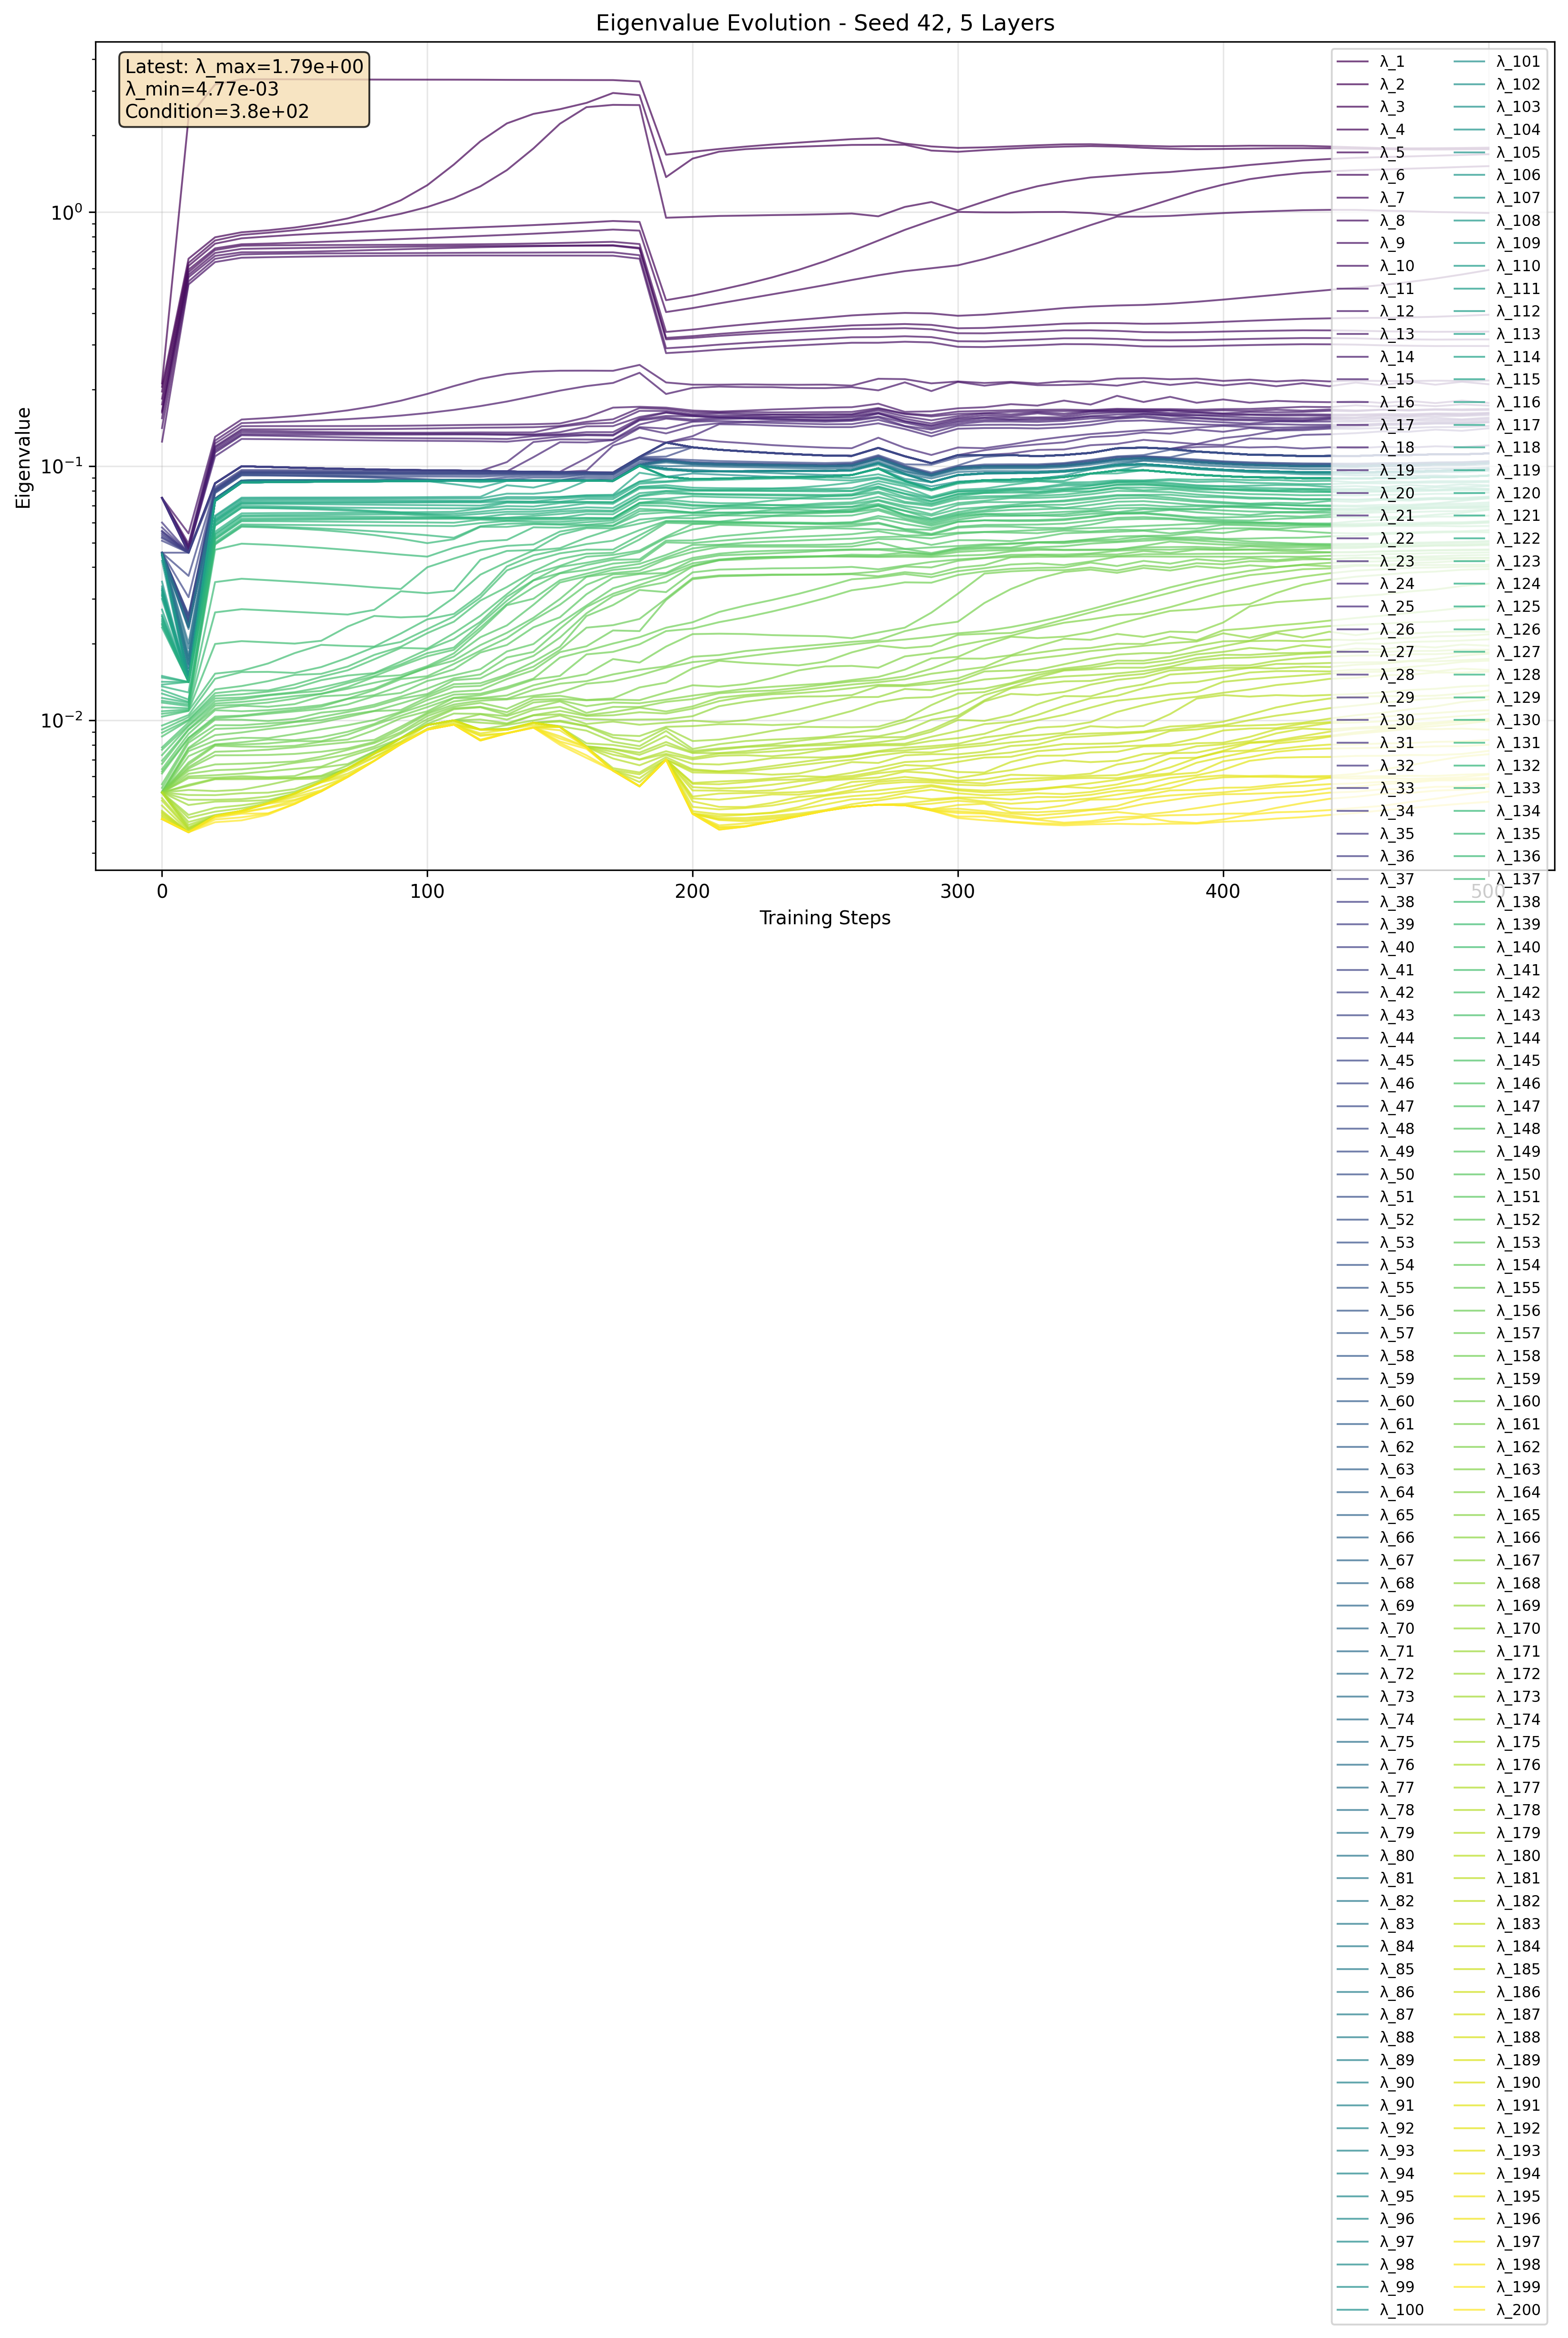 Eigenvalue Evolution - Seed 42, 5 Layers
Latest: λ_max=1.79e+00
λ_min=4.77e-03
Condition=3.8e+02
Eigenvalue
10⁰
10⁻¹
10⁻²
0 100 200 300 400 500
Training Steps
λ_1 λ_101
λ_2 λ_102
λ_3 λ_103
λ_4 λ_104
λ_5 λ_105
λ_6 λ_106
λ_7 λ_107
λ_8 λ_108
λ_9 λ_109
λ_10 λ_110
λ_11 λ_111
λ_12 λ_112
λ_13 λ_113
λ_14 λ_114
λ_15 λ_115
λ_16 λ_116
λ_17 λ_117
λ_18 λ_118
λ_19 λ_119
λ_20 λ_120
λ_21 λ_121
λ_22 λ_122
λ_23 λ_123
λ_24 λ_124
λ_25 λ_125
λ_26 λ_126
λ_27 λ_127
λ_28 λ_128
λ_29 λ_129
λ_30 λ_130
λ_31 λ_131
λ_32 λ_132
λ_33 λ_133
λ_34 λ_134
λ_35 λ_135
λ_36 λ_136
λ_37 λ_137
λ_38 λ_138
λ_39 λ_139
λ_40 λ_140
λ_41 λ_141
λ_42 λ_142
λ_43 λ_143
λ_44 λ_144
λ_45 λ_145
λ_46 λ_146
λ_47 λ_147
λ_48 λ_148
λ_49 λ_149
λ_50 λ_150
λ_51 λ_151
λ_52 λ_152
λ_53 λ_153
λ_54 λ_154
λ_55 λ_155
λ_56 λ_156
λ_57 λ_157
λ_58 λ_158
λ_59 λ_159
λ_60 λ_160
λ_61 λ_161
λ_62 λ_162
λ_63 λ_163
λ_64 λ_164
λ_65 λ_165
λ_66 λ_166
λ_67 λ_167
λ_68 λ_168
λ_69 λ_169
λ_70 λ_170
λ_71 λ_171
λ_72 λ_172
λ_73 λ_173
λ_74 λ_174
λ_75 λ_175
λ_76 λ_176
λ_77 λ_177
λ_78 λ_178
λ_79 λ_179
λ_80 λ_180
λ_81 λ_181
λ_82 λ_182
λ_83 λ_183
λ_84 λ_184
λ_85 λ_185
λ_86 λ_186
λ_87 λ_187
λ_88 λ_188
λ_89 λ_189
λ_90 λ_190
λ_91 λ_191
λ_92 λ_192
λ_93 λ_193
λ_94 λ_194
λ_95 λ_195
λ_96 λ_196
λ_97 λ_197
λ_98 λ_198
λ_99 λ_199
λ_100 λ_200